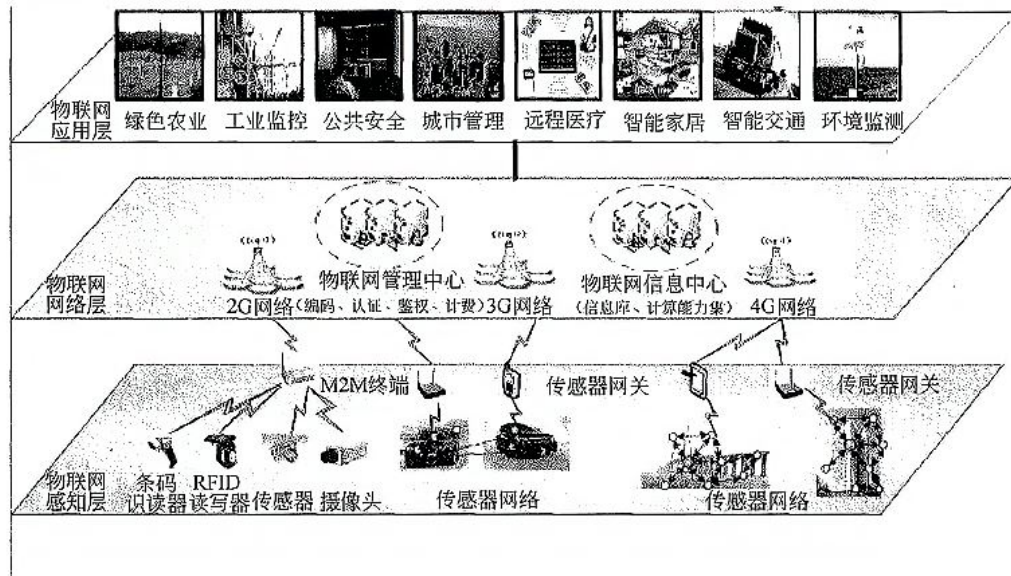 物联网
应用层
绿色农业 工业监控 公共安全 城市管理 远程医疗 智能家居 智能交通 环境监测
物联网
网络层
物联网管理中心 物联网信息中心
2G网络(编码、认证、鉴权、计费)3G网络 (信息库、计算能力集) 4G网络
M2M终端 传感器网关 传感器网关
物联网
感知层
条码 RFID
识读器 读写器 传感器 摄像头 传感器网络 传感器网络